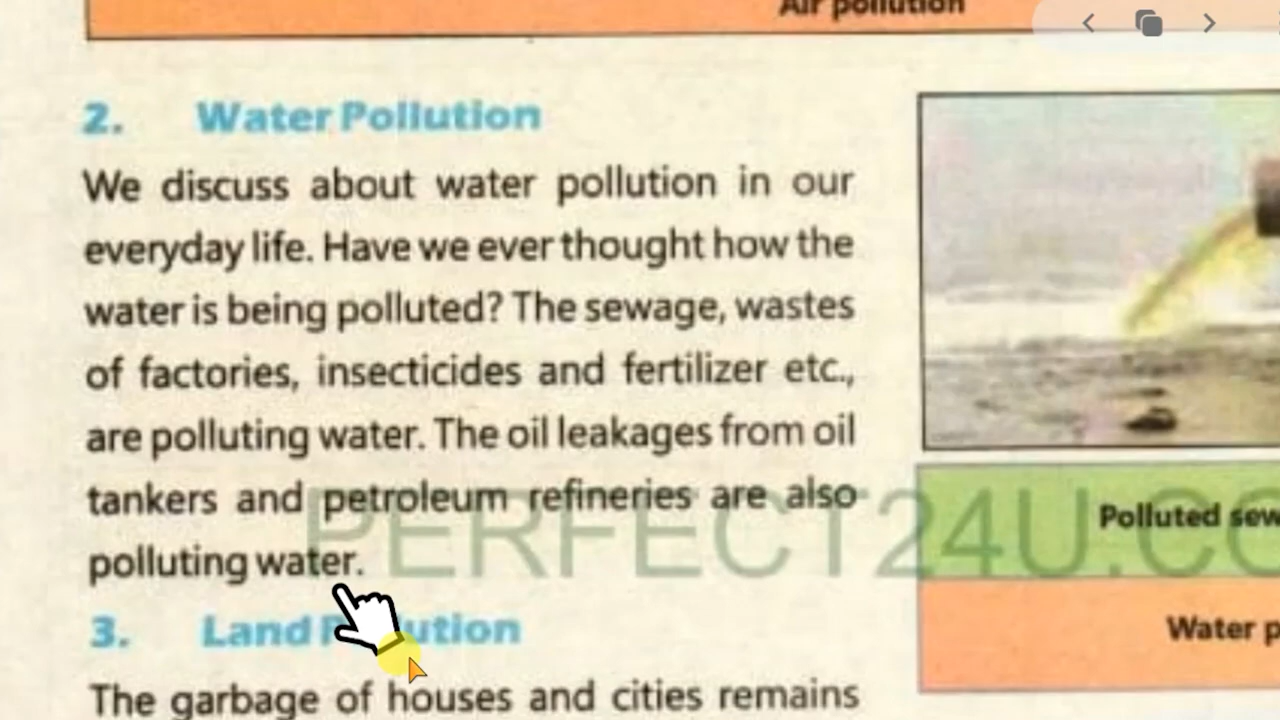 Air pollution
2. Water Pollution
We discuss about water pollution in our
everyday life. Have we ever thought how the
water is being polluted? The sewage, wastes
of factories, insecticides and fertilizer etc.,
are polluting water. The oil leakages from oil
tankers and petroleum refineries are also
polluting water.
Polluted
Water
PERFECT24U
3. Land Pollution
The garbage of houses and cities remains